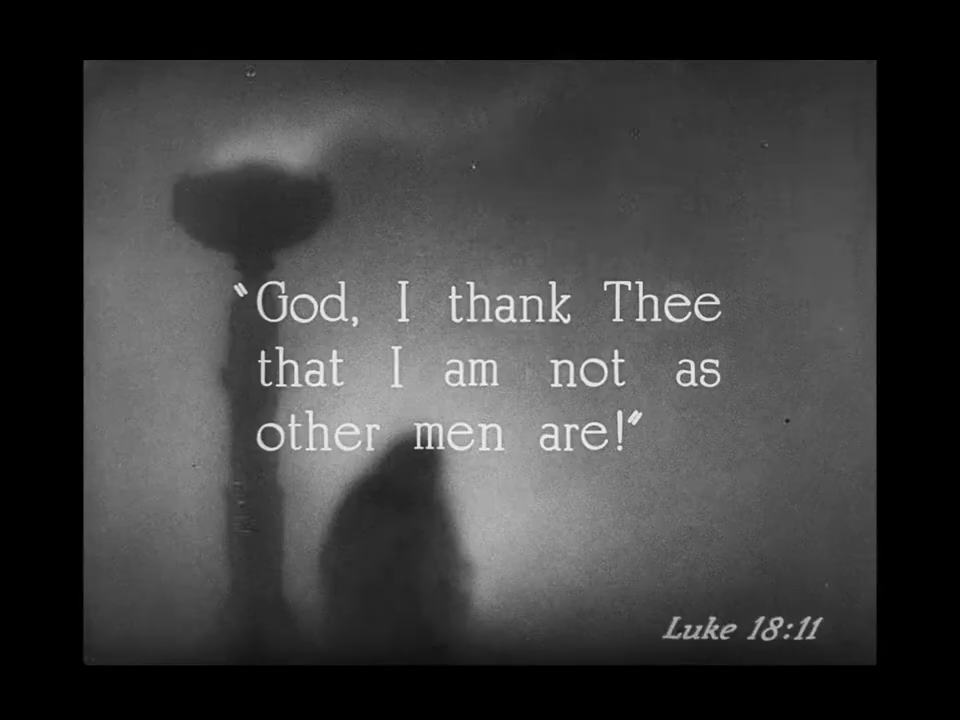 "God, I thank Thee
that I am not as
other men are!"
Luke 18:11